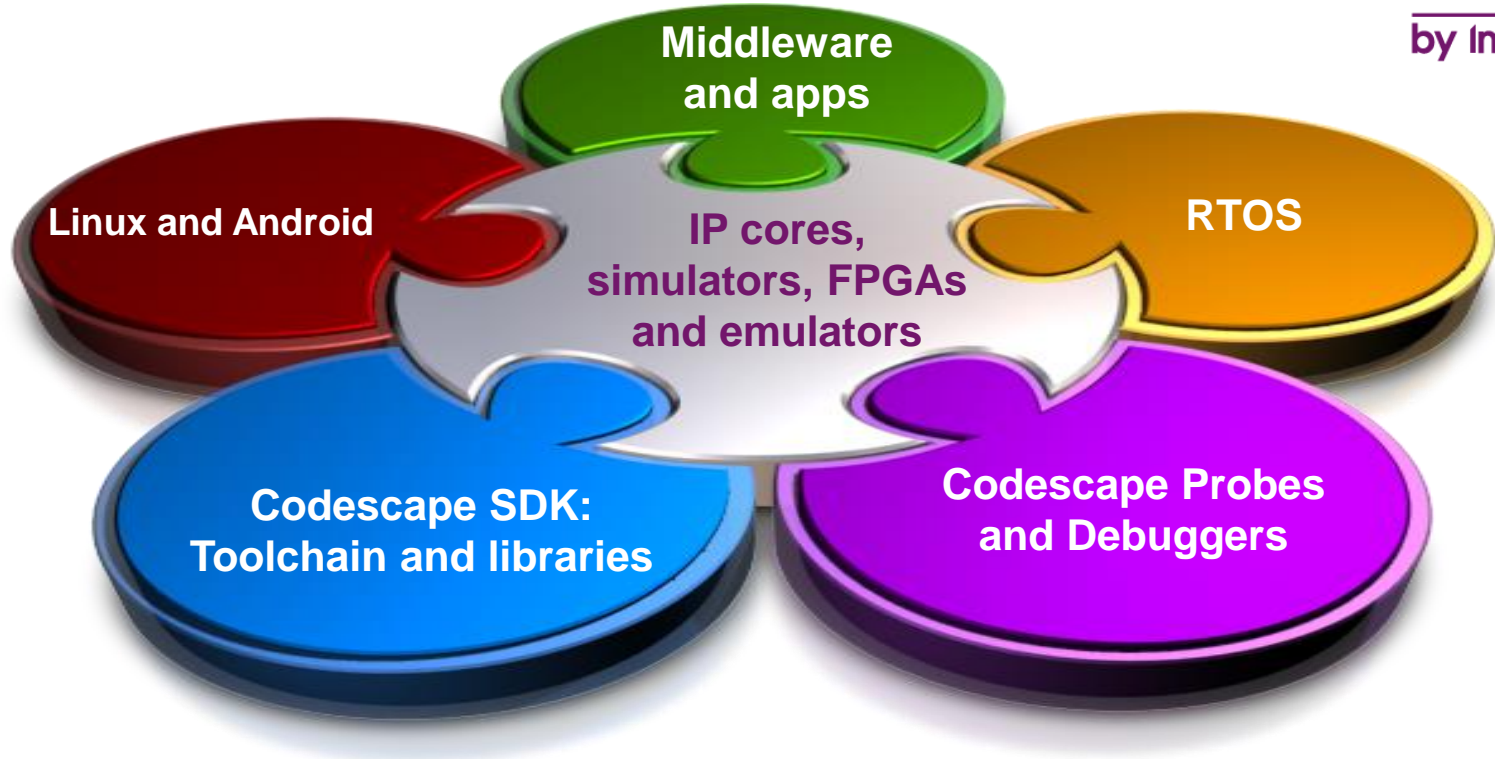 by In
Middleware
and apps
Linux and Android
RTOS
IP cores,
simulators, FPGAs
and emulators
Codescape SDK:
Toolchain and libraries
Codescape Probes
and Debuggers